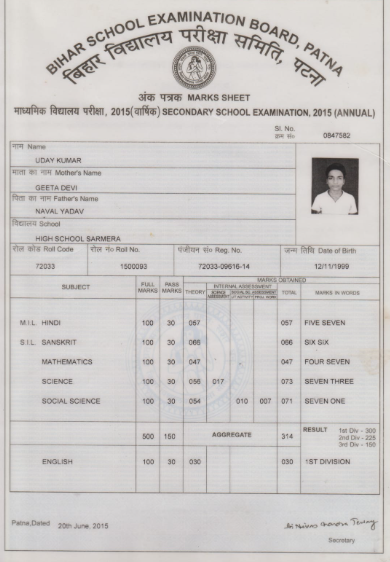 BIHAR SCHOOL EXAMINATION BOARD, PATNA
बिहार विद्यालय परीक्षा समिति, पटना
अंक पत्रक MARKS SHEET
माध्यमिक विद्यालय परीक्षा, 2015 (वार्षिक) SECONDARY SCHOOL EXAMINATION, 2015 (ANNUAL)
Sl. No.
क्रम सं० 0847582
नाम Name
UDAY KUMAR
माता का नाम Mother's Name
GEETA DEVI
पिता का नाम Father's Name
NAVAL YADAV
विद्यालय School
HIGH SCHOOL SARMERA
रोल कोड Roll Code रोल नं० Roll No. पंजीयन सं० Reg. No. जन्म तिथि Date of Birth
72033 1500093 72033-09616-14 12/11/1999
SUBJECT FULL MARKS PASS MARKS THEORY MARKS OBTAINED
INTERNAL ASSESSMENT TOTAL MARKS IN WORDS
M.I.L. HINDI 100 30 057 057 FIVE SEVEN
S.I.L. SANSKRIT 100 30 066 066 SIX SIX
MATHEMATICS 100 30 047 047 FOUR SEVEN
SCIENCE 100 30 056 017 073 SEVEN THREE
SOCIAL SCIENCE 100 30 054 010 007 071 SEVEN ONE
500 150 AGGREGATE 314 RESULT 1st Div - 300
2nd Div - 225
3rd Div - 150
ENGLISH 100 30 030 030 1ST DIVISION
Patna,Dated 20th June, 2015
Secretary